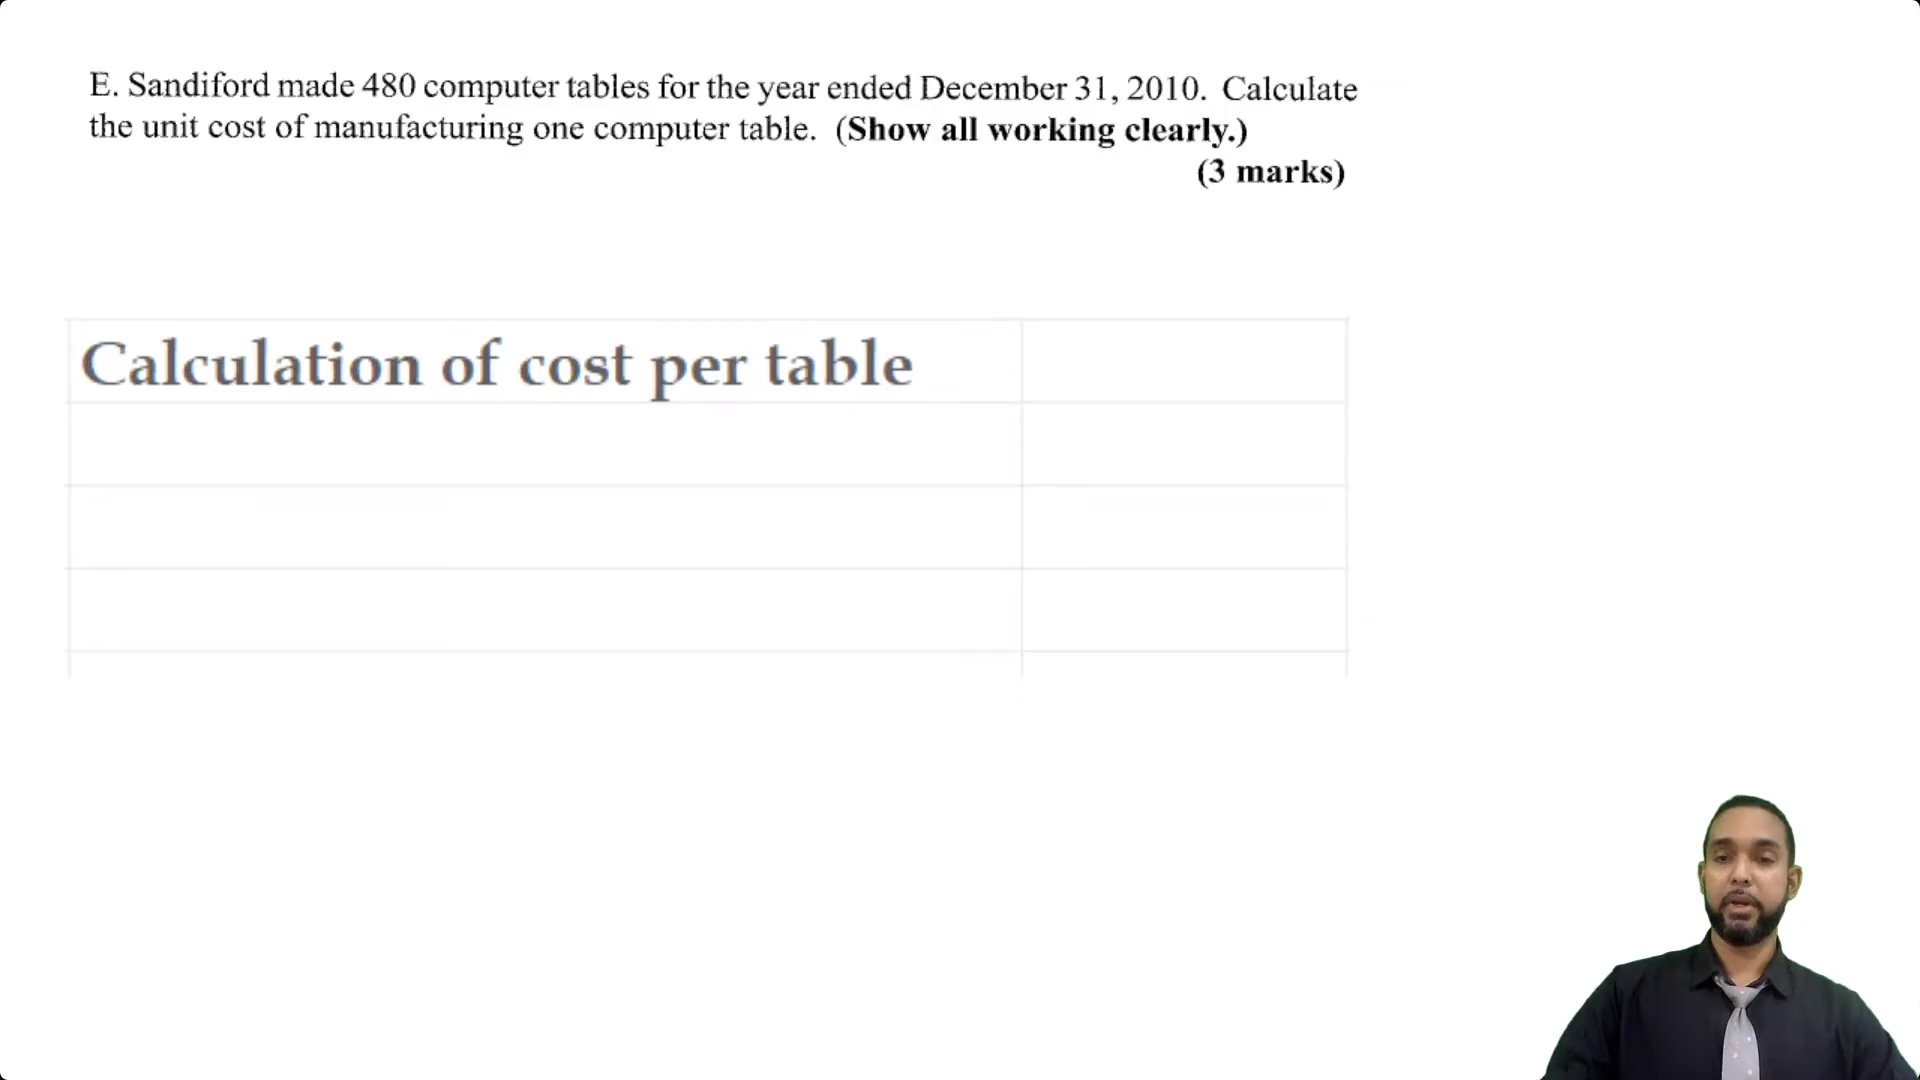 E. Sandiford made 480 computer tables for the year ended December 31, 2010. Calculate
the unit cost of manufacturing one computer table. (Show all working clearly.)
(3 marks)
Calculation of cost per table